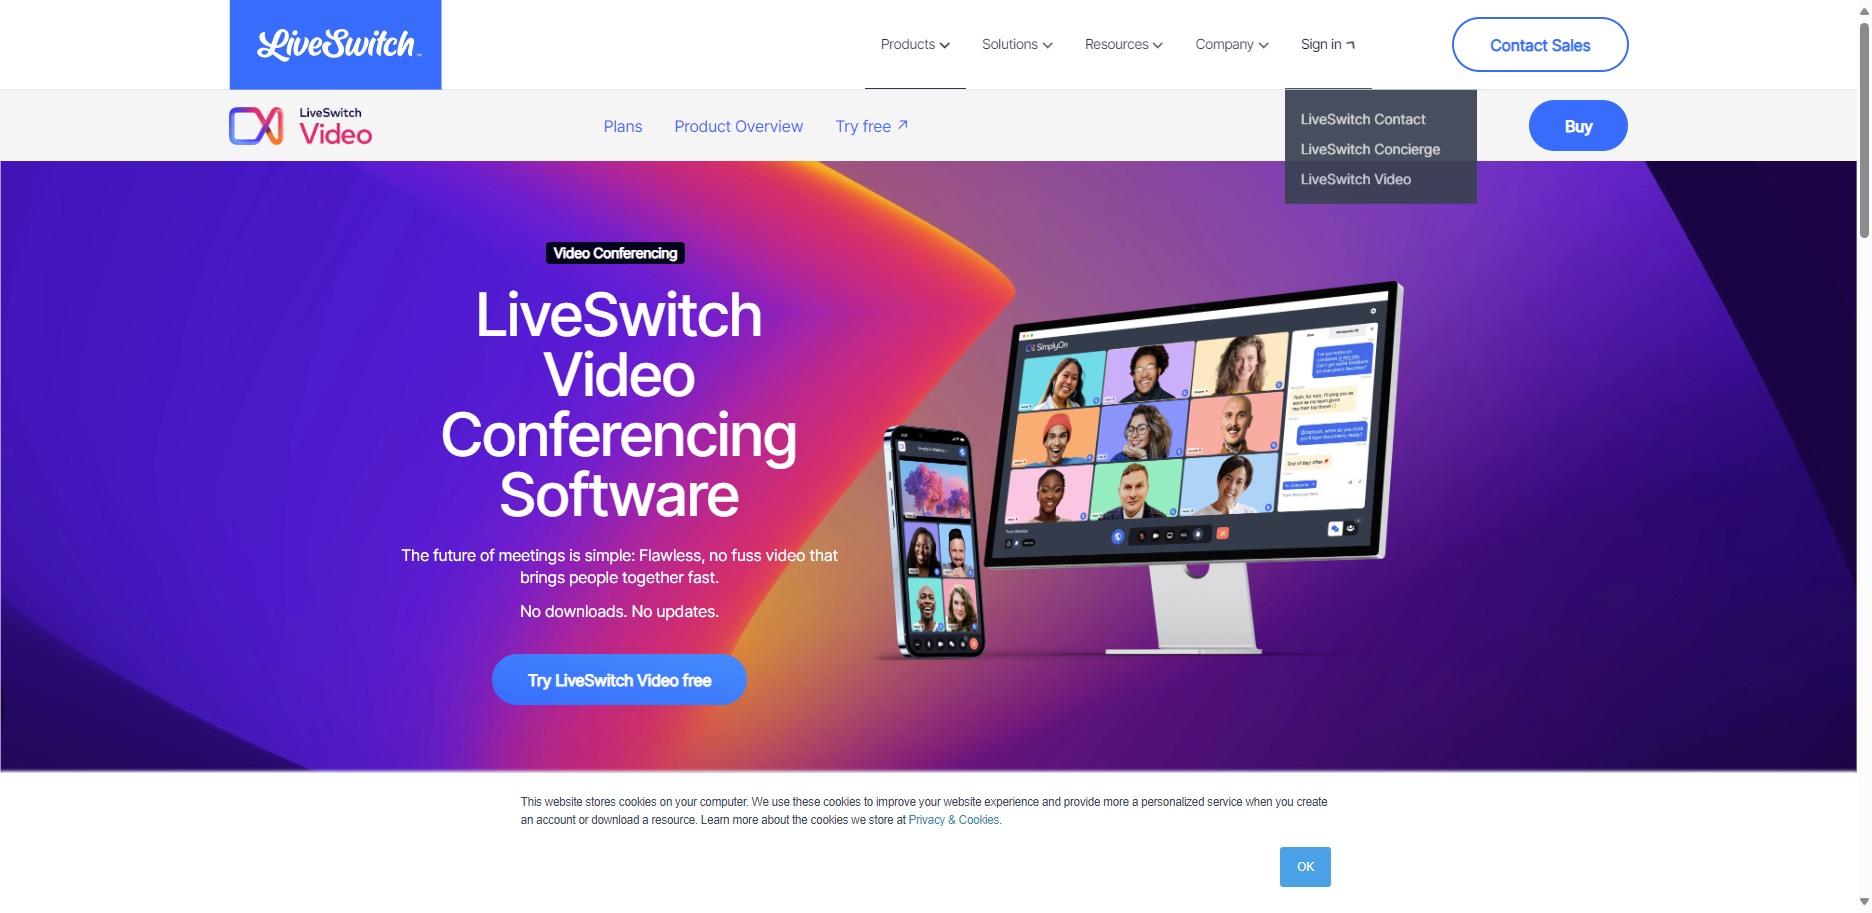 LiveSwitch
Products
Solutions
Resources
Company
Sign in
Contact Sales
LiveSwitch
Video
Plans
Product Overview
Try free
LiveSwitch Contact
LiveSwitch Concierge
LiveSwitch Video
Buy
Video Conferencing
LiveSwitch
Video
Conferencing
Software
The future of meetings is simple: Flawless, no fuss video that
brings people together fast.
No downloads. No updates.
Try LiveSwitch Video free
SimplyOn
This website stores cookies on your computer. We use these cookies to improve your website experience and provide more a personalized service when you create
an account or download a resource. Learn more about the cookies we store at Privacy & Cookies.
OK